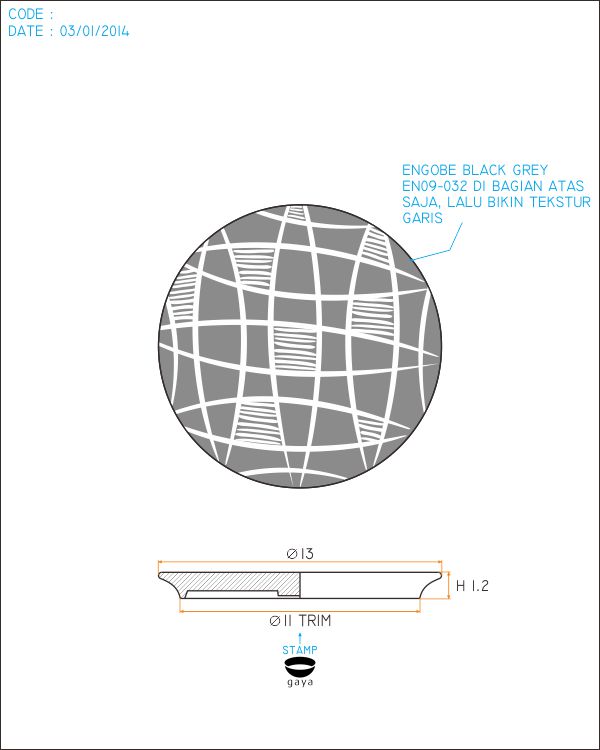 CODE :
DATE : 03/01/2014
ENGOBE BLACK GREY
EN09-032 DI BAGIAN ATAS
SAJA, LALU BIKIN TEKSTUR
GARIS
Ø13
H 1.2
Ø11 TRIM
STAMP
gaya